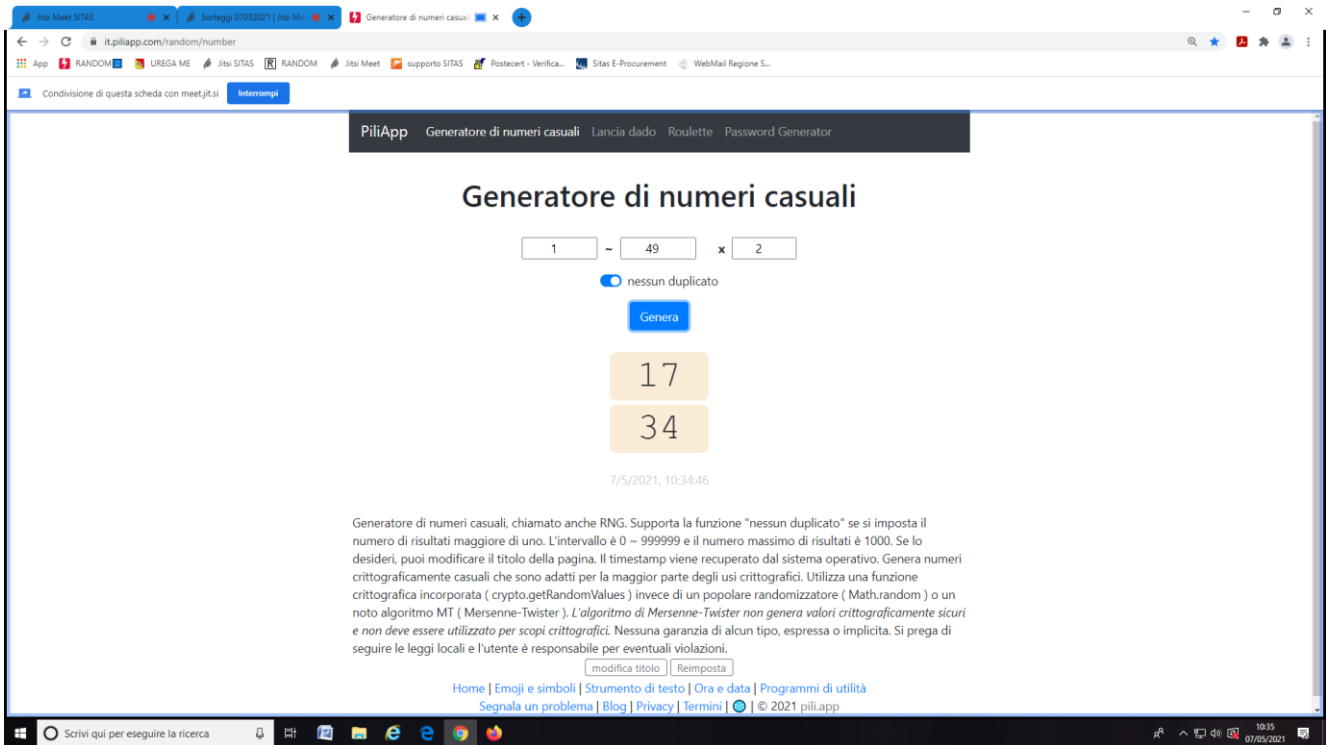 Jitsi Meet SITAS
Sorteggi 07052021 | Jitsi Me
Generatore di numeri casual
it.piliapp.com/random/number
App RANDOM UREGA ME Jitsi SITAS RANDOM Jitsi Meet supporto SITAS Postecert - Verifica... Sitas E-Procurement WebMail Regione S...
Condivisione di questa scheda con meet.jit.si Interrompi
PiliApp Generatore di numeri casuali Lancia dado Roulette Password Generator
Generatore di numeri casuali
1 ~ 49 x 2
nessun duplicato
Genera
17
34
7/5/2021, 10:34:46
Generatore di numeri casuali, chiamato anche RNG. Supporta la funzione "nessun duplicato" se si imposta il
numero di risultati maggiore di uno. L'intervallo è 0 ~ 999999 e il numero massimo di risultati è 1000. Se lo
desideri, puoi modificare il titolo della pagina. Il timestamp viene recuperato dal sistema operativo. Genera numeri
crittograficamente casuali che sono adatti per la maggior parte degli usi crittografici. Utilizza una funzione
crittografica incorporata ( crypto.getRandomValues ) invece di un popolare randomizzatore ( Math.random ) o un
noto algoritmo MT ( Mersenne-Twister ). L'algoritmo di Mersenne-Twister non genera valori crittograficamente sicuri
e non deve essere utilizzato per scopi crittografici. Nessuna garanzia di alcun tipo, espressa o implicita. Si prega di
seguire le leggi locali e l'utente è responsabile per eventuali violazioni.
modifica titolo Reimposta
Home | Emoji e simboli | Strumento di testo | Ora e data | Programmi di utilità
Segnala un problema | Blog | Privacy | Termini | | © 2021 pili.app
Scrivi qui per eseguire la ricerca
10:35
07/05/2021